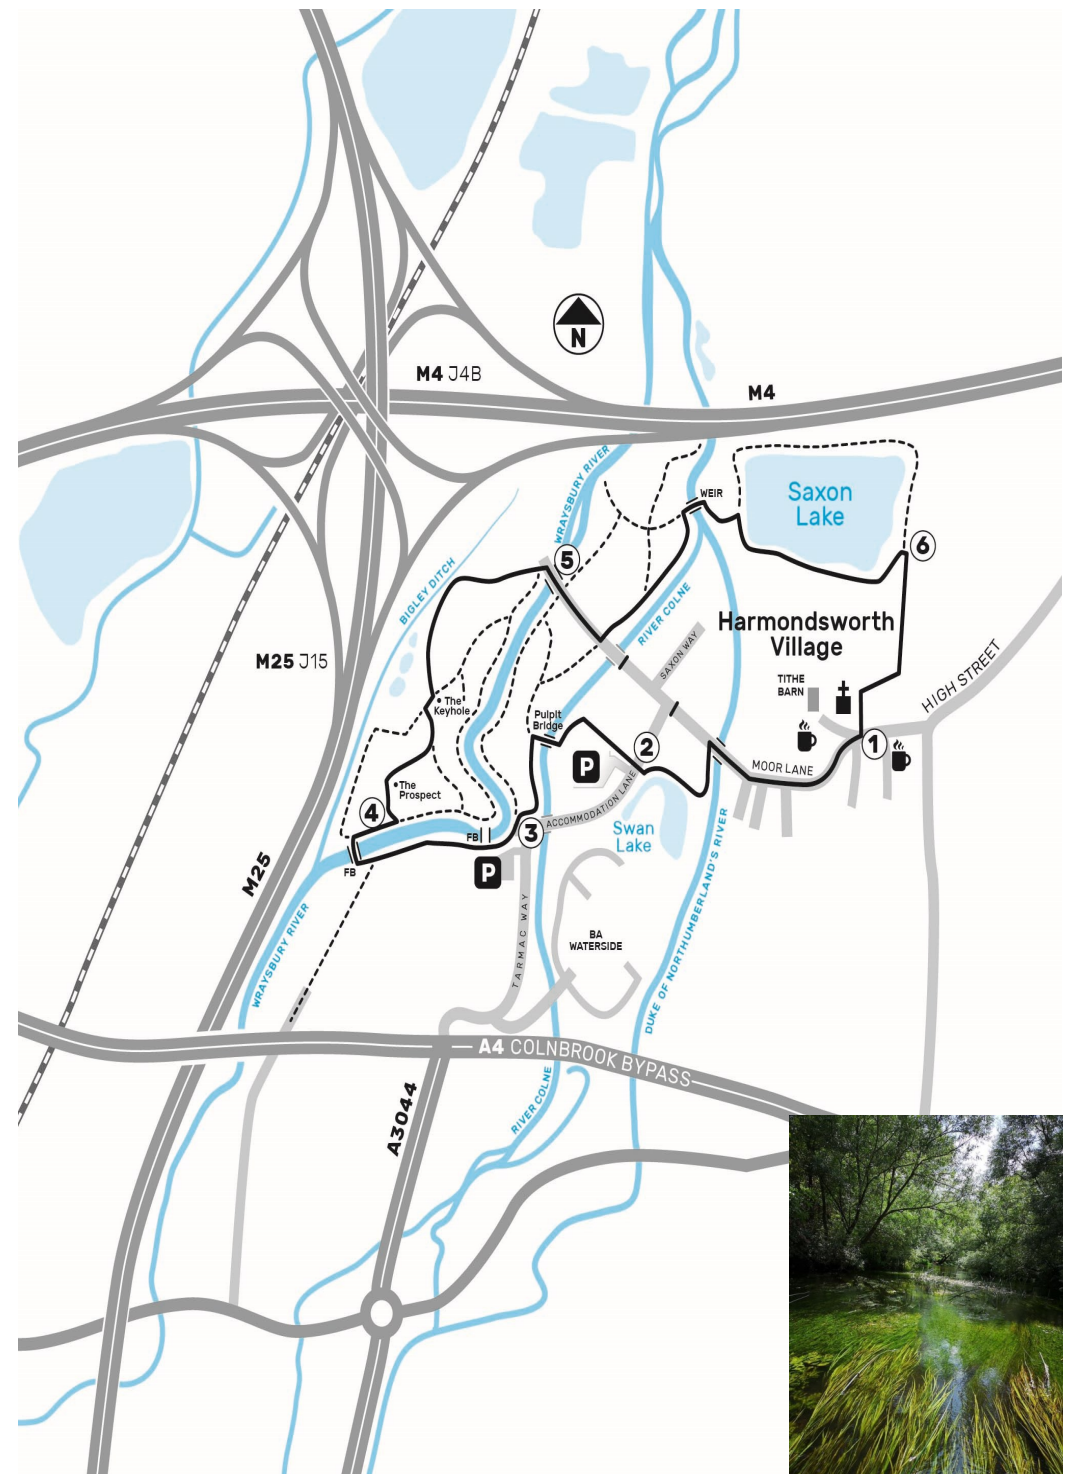 N
M4 J4B
M4
WRAYSBURY RIVER
WEIR
Saxon
Lake
5
6
BIGLEY DITCH
RIVER COLNE
Harmondsworth
Village
SAXON WAY
M25 J15
TITHE
BARN
HIGH STREET
The
Keyhole
Pulpit
Bridge
2
1
P
MOOR LANE
The
Prospect
4
ACCOMMODATION LANE
3
FB
Swan
Lake
FB
P
M25
TARMAC WAY
BA
WATERSIDE
WRAYSBURY RIVER
DUKE OF NORTHUMBERLAND'S RIVER
A4 COLNBROOK BYPASS
A3044
RIVER COLNE